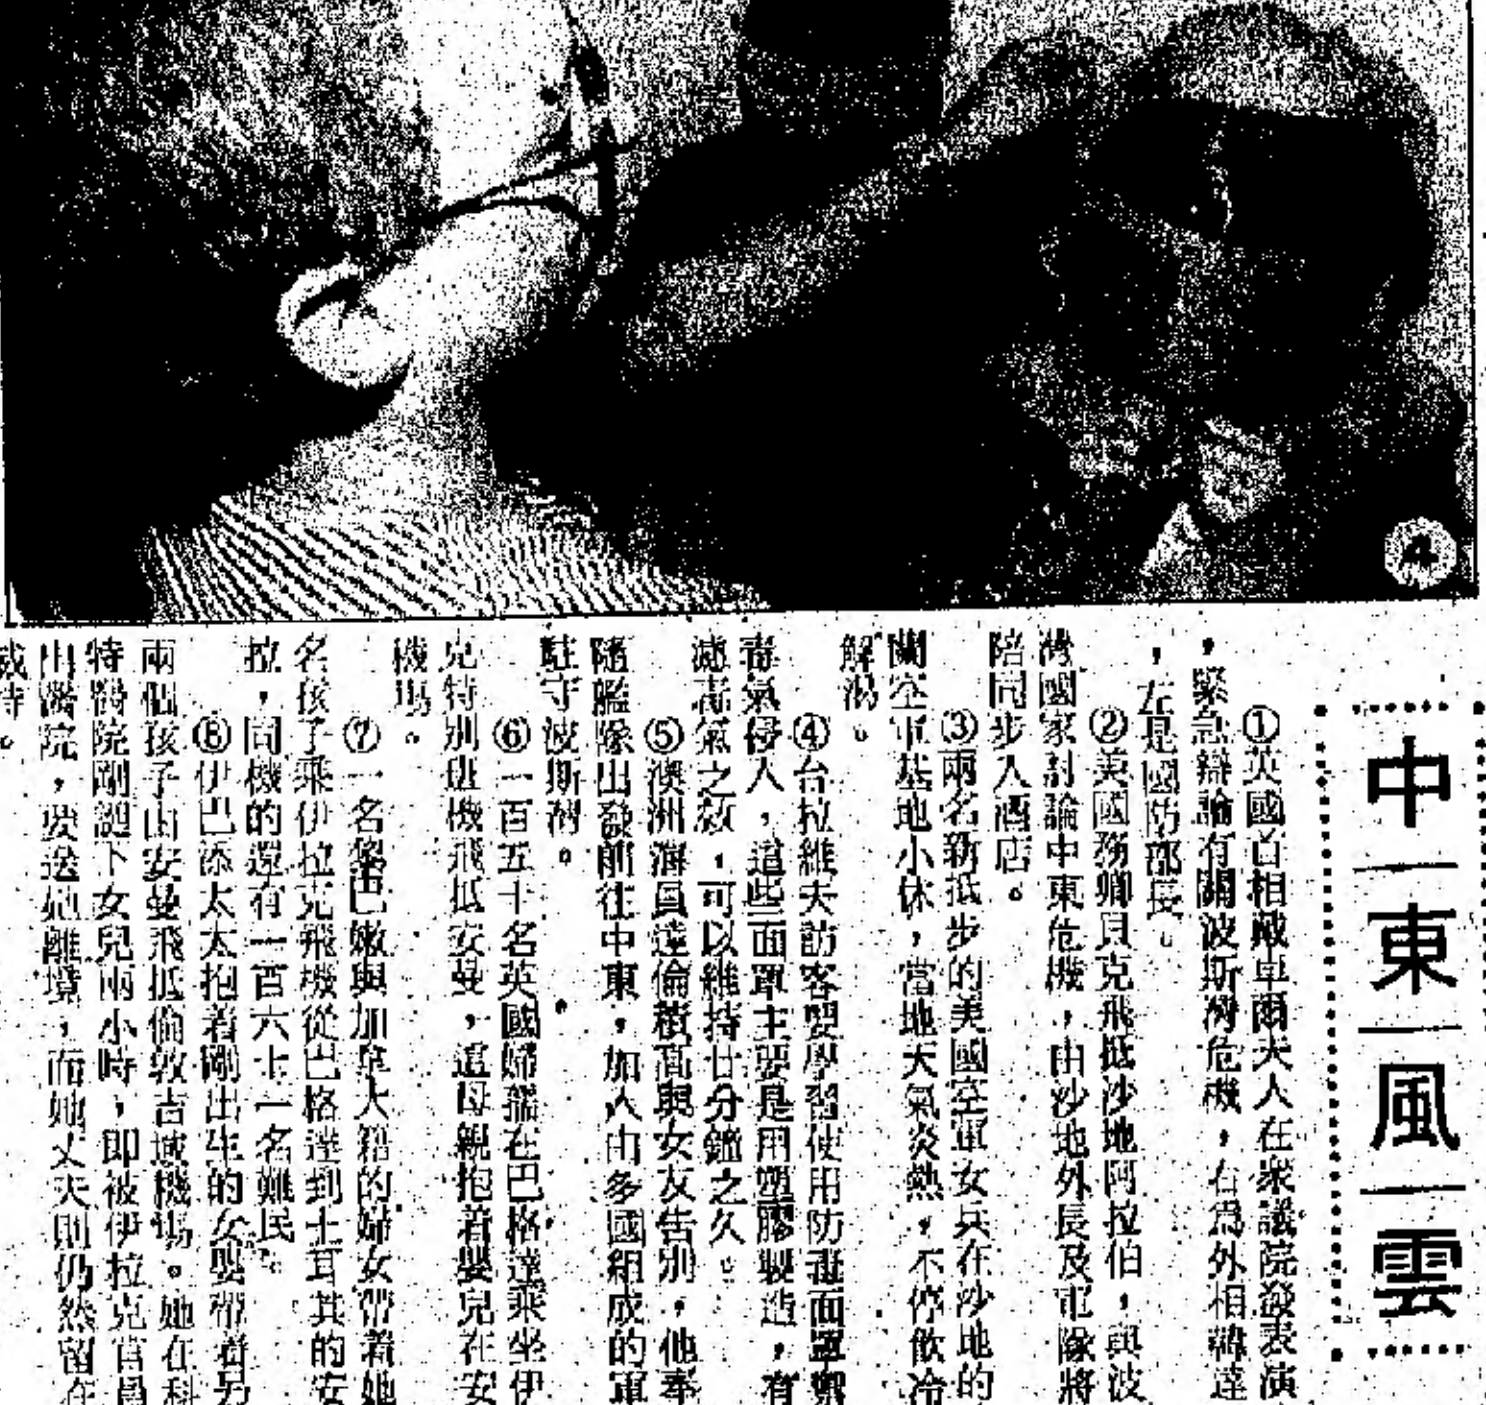 4
中東風雲
①英國首相戴卓爾夫人在衆議院發表演
，緊急辯論有關波斯灣危機，右爲外相韓達
，左是國防部長。
②美國務卿貝克飛抵沙地阿拉伯，與波
灣國家討論中東危機，由沙地外長及軍隊將
陪同步入酒店。
③兩名新抵步的美國空軍女兵在沙地的
關空軍基地小休，當地天氣炎熱，不停飲冷
解渴。
④台拉維夫訪客要學習使用防毒面罩禦
毒氣侵入，這些面罩主要是用塑膠製造，有
濾毒氣之效，可以維持廿分鐘之久。
⑤澳洲海員達倫積高與女友告別，他奉
隨艦隊出發前往中東，加入由多國組成的軍
駐守波斯灣。
⑥一百五十名英國婦孺在巴格達乘坐伊
克特別班機飛抵安曼，這母親抱着嬰兒在安
機場。
⑦一名黎巴嫩與加拿大籍的婦女帶着她
名孩子乘伊拉克飛機從巴格達到土耳其的安
拉，同機的還有一百六十一名難民。
⑧伊巴添太太抱着剛出生的女嬰帶着另
兩個孩子由安曼飛抵倫敦吉域機場。她在科
特醫院剛誕下女兒兩小時，即被伊拉克官員
出醫院，要送她離境，而她丈夫則仍然留在
威特。